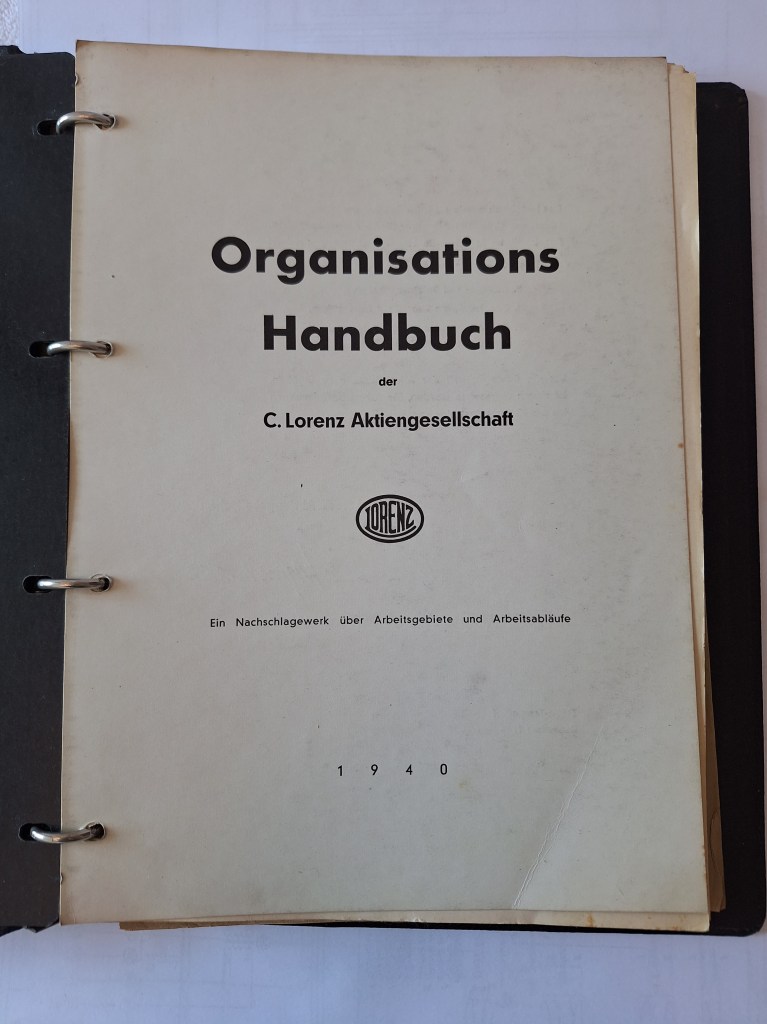 Organisations
Handbuch
der
C. Lorenz Aktiengesellschaft
LORENZ
Ein Nachschlagewerk über Arbeitsgebiete und Arbeitsabläufe
1 9 4 0